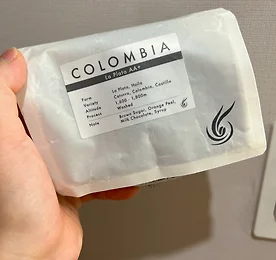 COLOMBIA
La Plata AA+
Farm La Plata, Huila
Variety Caturra, Colombia, Castillo
Altitude 1,650 - 1,800m
Process Washed
Note Brown Sugar, Orange Peel,
Milk Chocolate, Syrup